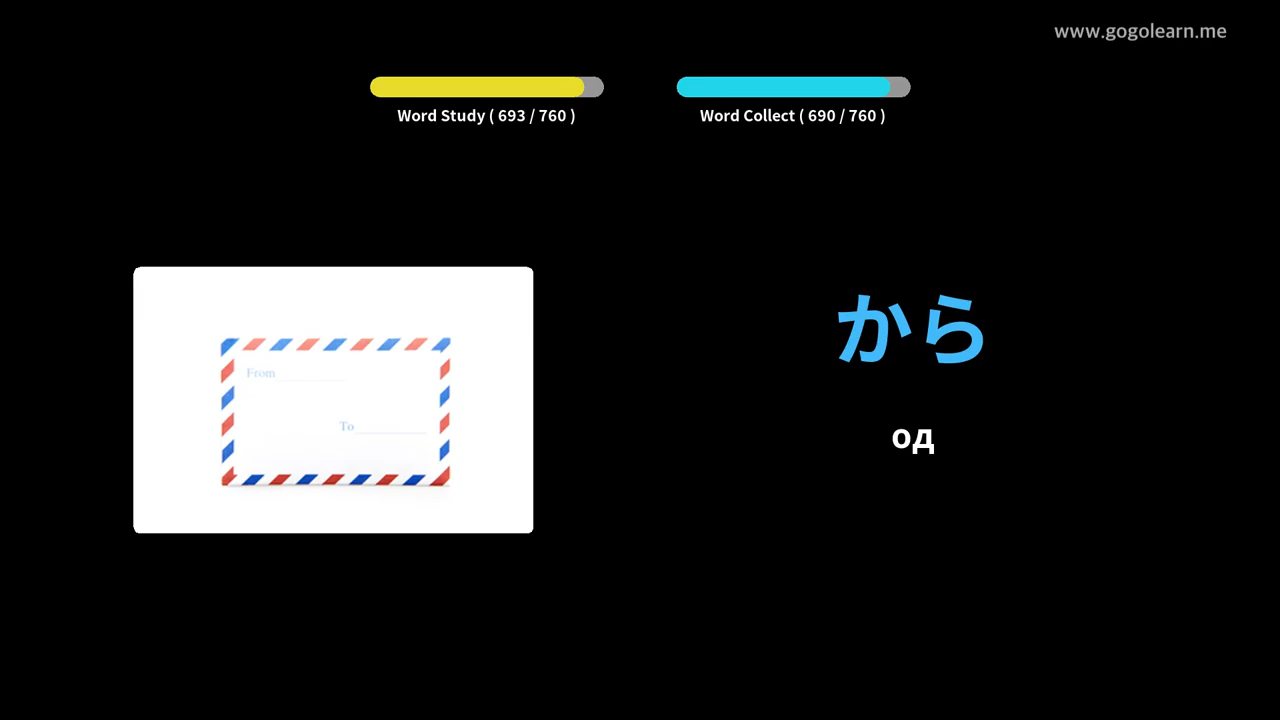 www.gogolearn.me
Word Study ( 693 / 760 )
Word Collect ( 690 / 760 )
From
To
から
од